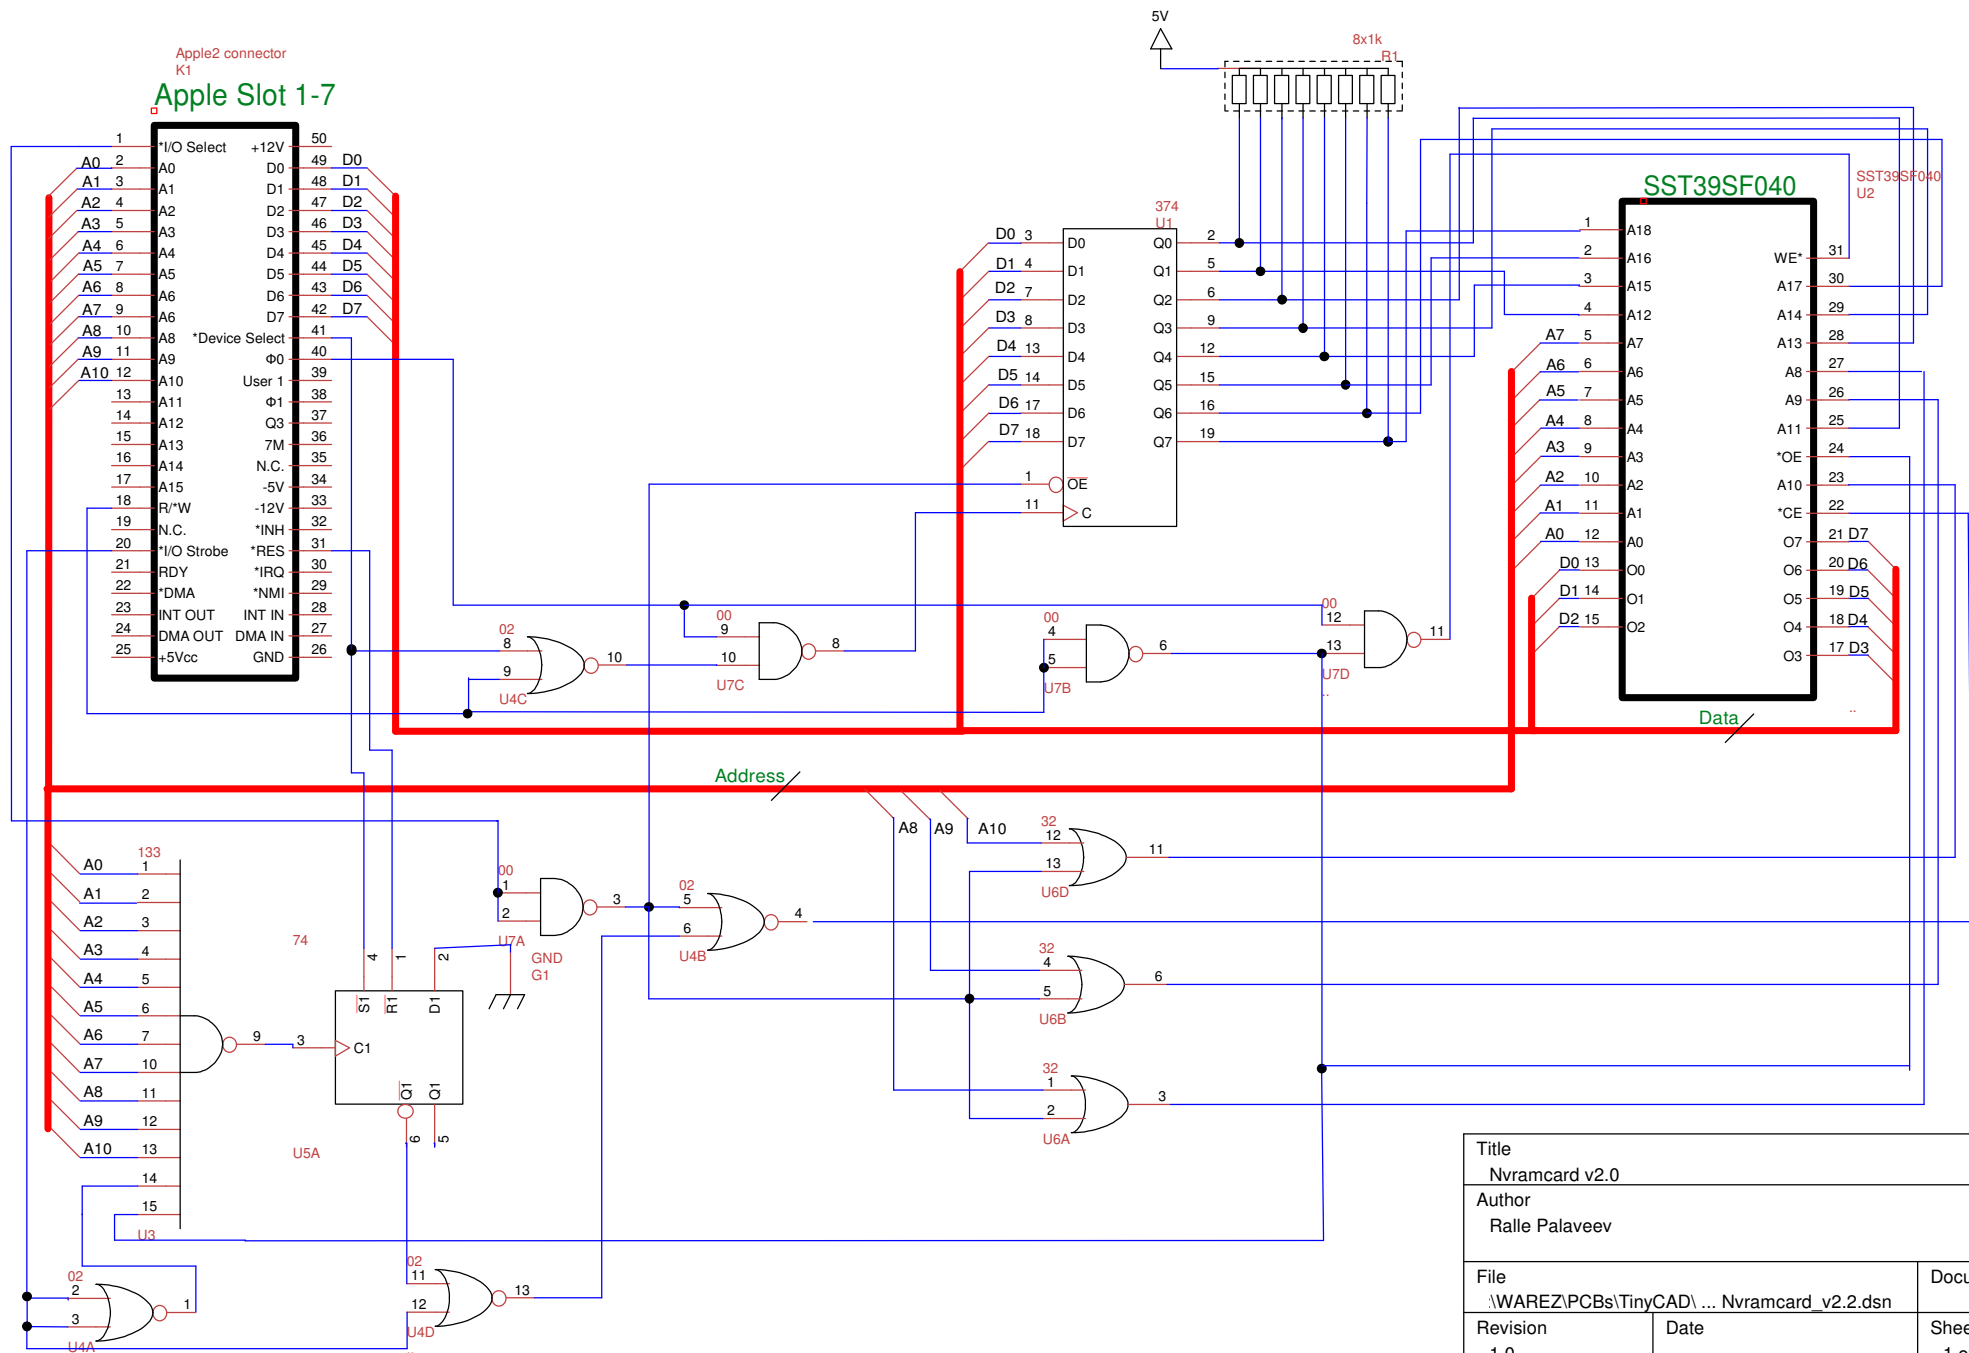 Apple2 connector
K1
Apple Slot 1-7
1 *I/O Select +12V 50
A0 2 A0 D0 49 D0
A1 3 A1 D1 48 D1
A2 4 A2 D2 47 D2
A3 5 A3 D3 46 D3
A4 6 A4 D4 45 D4
A5 7 A5 D5 44 D5
A6 8 A6 D6 43 D6
A7 9 A6 D7 42 D7
A8 10 A8 *Device Select 41
A9 11 A9 Φ0 40
A10 12 A10 User 1 39
13 A11 Φ1 38
14 A12 Q3 37
15 A13 7M 36
16 A14 N.C. 35
17 A15 -5V 34
18 R/*W -12V 33
19 N.C. *INH 32
20 *I/O Strobe *RES 31
21 RDY *IRQ 30
22 *DMA *NMI 29
23 INT OUT INT IN 28
24 DMA OUT DMA IN 27
25 +5Vcc GND 26
5V
8x1k
R1
374
U1
D0 3 D0 Q0 2
D1 4 D1 Q1 5
D2 7 D2 Q2 6
D3 8 D3 Q3 9
D4 13 D4 Q4 12
D5 14 D5 Q5 15
D6 17 D6 Q6 16
D7 18 D7 Q7 19
1 OE
11 C
SST39SF040
SST39SF040
U2
1 A18
2 A16 WE* 31
3 A15 A17 30
4 A12 A14 29
A7 5 A7 A13 28
A6 6 A6 A8 27
A5 7 A5 A9 26
A4 8 A4 A11 25
A3 9 A3 *OE 24
A2 10 A2 A10 23
A1 11 A1 *CE 22
A0 12 A0 O7 21 D7
D0 13 O0 O6 20 D6
D1 14 O1 O5 19 D5
D2 15 O2 O4 18 D4
O3 17 D3
02
8
9
10
U4C
00
9
10
8
U7C
00
4
5
6
U7B
00
12
13
11
U7D
..
Data
..
Address
A8 A9 A10
32
12
13
11
U6D
32
4
5
6
U6B
32
1
2
3
U6A
133
A0 1
A1 2
A2 3
A3 4
A4 5
A5 6
A6 7
A7 10
A8 11
A9 12
A10 13
14
15
9
U3
74
4 1 2
S1 R1 D1
3 C1
Q1 Q1
6 5
U5A
00
1
2
3
U7A
GND
G1
02
5
6
4
U4B
02
2
3
1
U4A
02
11
12
13
U4D
Title
Nvramcard v2.0
Author
Ralle Palaveev
File
:\WAREZ\PCBs\TinyCAD\ ... Nvramcard_v2.2.dsn
Revision Date